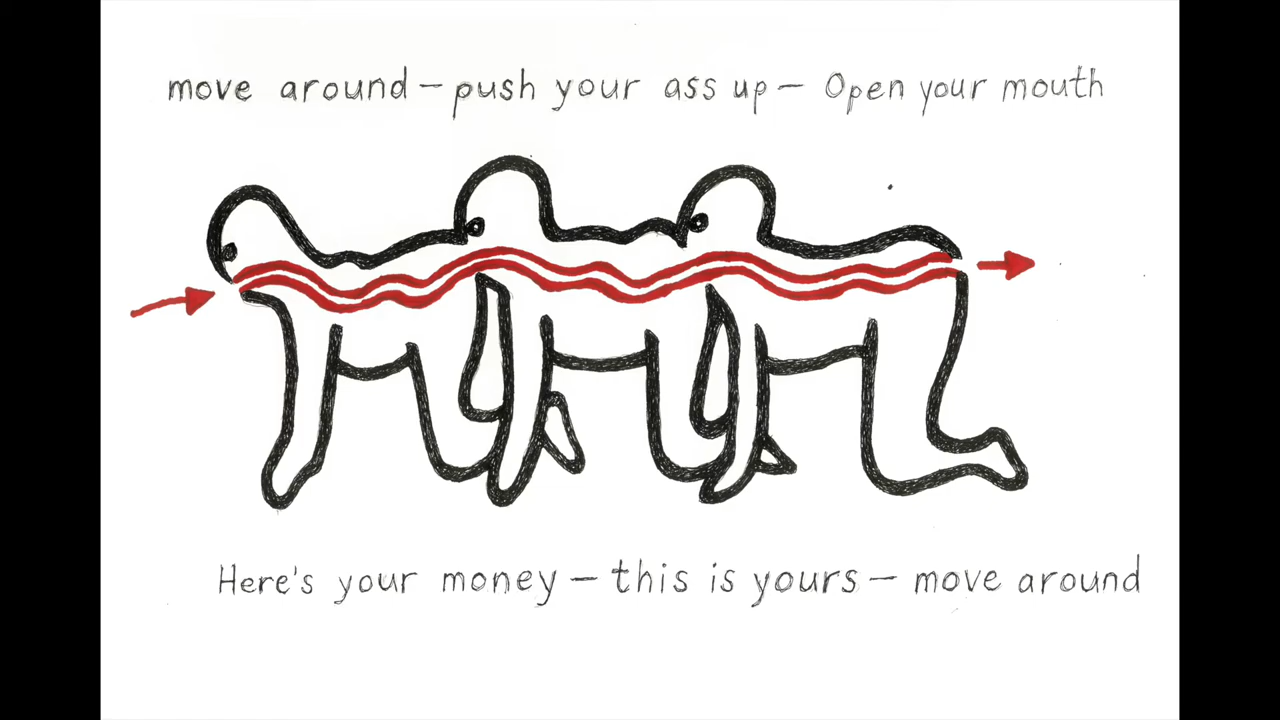 move around — push your ass up — Open your mouth
Here's your money — this is yours — move around